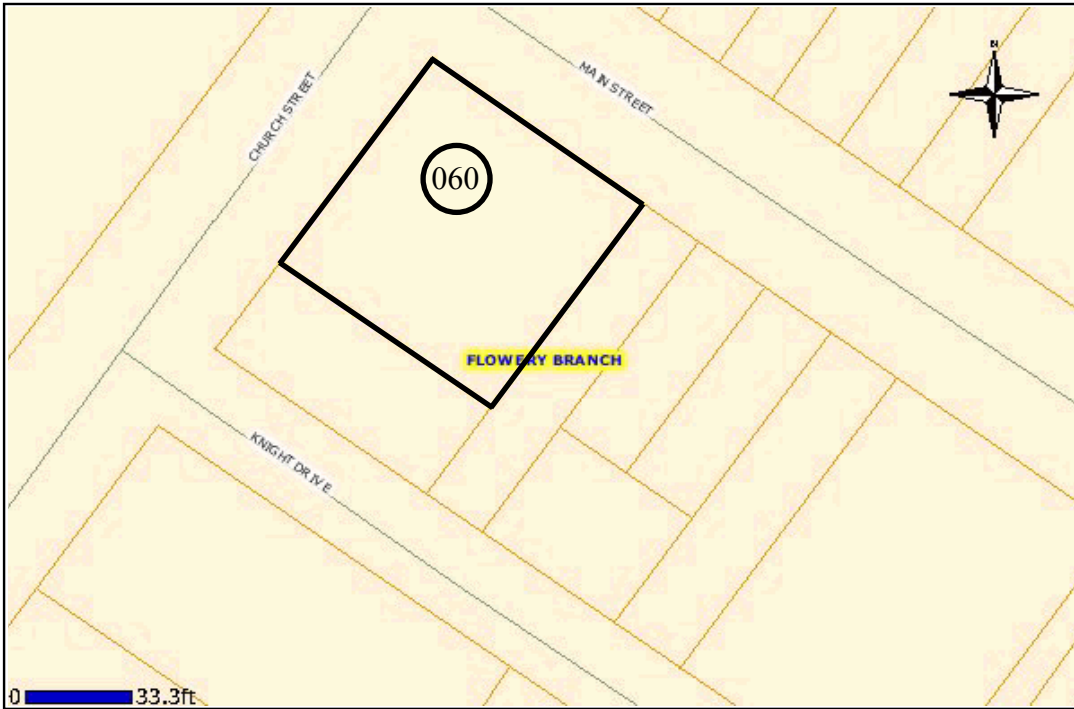 N
MAIN STREET
CHURCH STREET
060
FLOWERY BRANCH
KNIGHT DRIVE
0 33.3ft